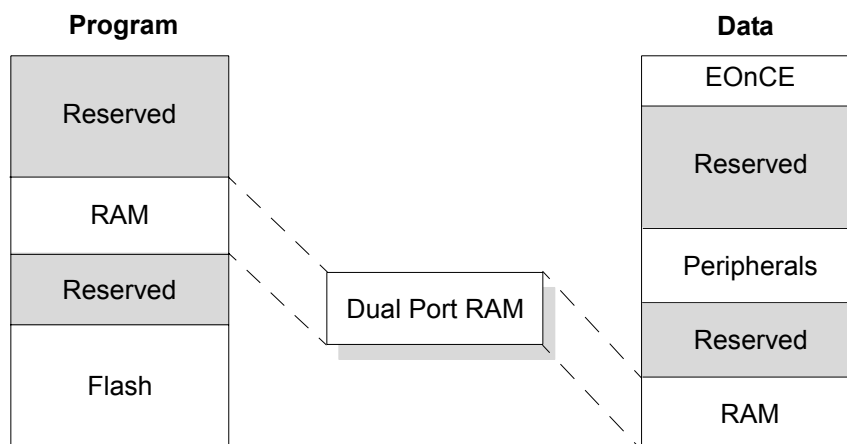 Program
Reserved
RAM
Reserved
Flash
Dual Port RAM
Data
EOnCE
Reserved
Peripherals
Reserved
RAM